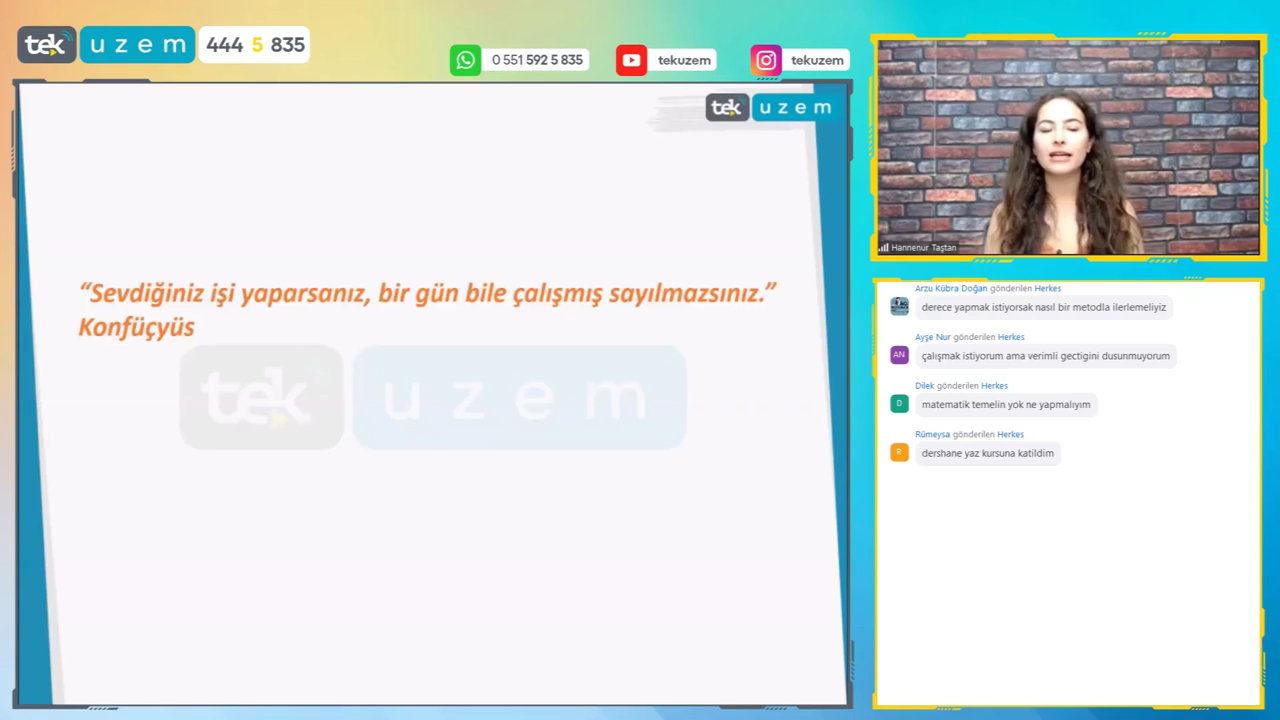 tek uzem 444 5 835
0 551 592 5 835
tekuzem
tekuzem
tek uzem
“Sevdiğiniz işi yaparsanız, bir gün bile çalışmış sayılmazsınız.”
Konfüçyüs
tek uzem
Hannenur Taştan
Arzu Kübra Doğan gönderilen Herkes
derece yapmak istiyorsak nasıl bir metodla ilerlemeliyiz
Ayşe Nur gönderilen Herkes
AN
çalışmak istiyorum ama verimli gectigini dusunmuyorum
Dilek gönderilen Herkes
D
matematik temelin yok ne yapmalıyım
Rümeysa gönderilen Herkes
R
dershane yaz kursuna katildim